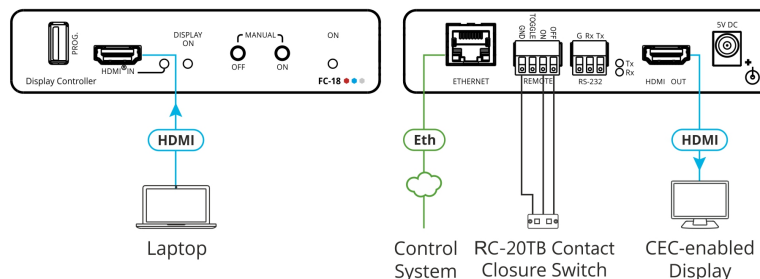 PROG.
HDMI® IN
DISPLAY
ON
MANUAL
OFF
ON
ON
Display Controller
FC-18
HDMI
Laptop
ETHERNET
GND
TOGGLE
ON
OFF
REMOTE
G Rx Tx
RS-232
Tx
Rx
HDMI OUT
5V DC
+
Eth
HDMI
Control
System
RC-20TB Contact
Closure Switch
CEC-enabled
Display